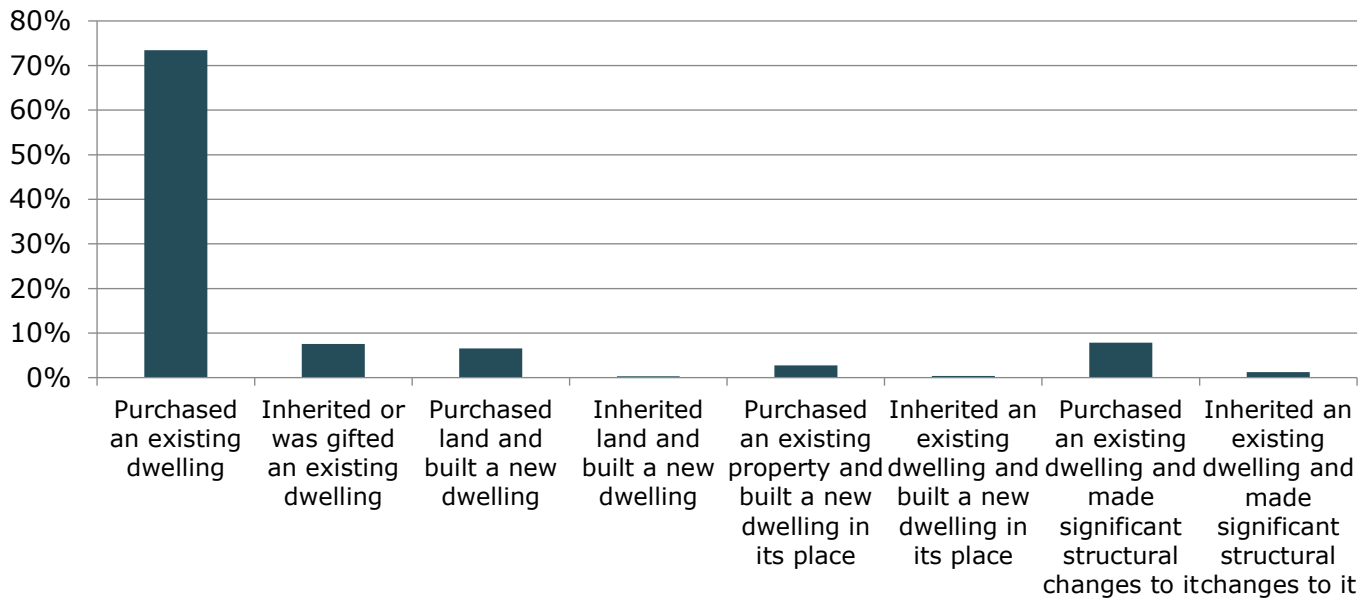 80%
70%
60%
50%
40%
30%
20%
10%
0%
Purchased
an existing
dwelling
Inherited or
was gifted
an existing
dwelling
Purchased
land and
built a new
dwelling
Inherited
land and
built a new
dwelling
Purchased
an existing
property and
built a new
dwelling in
its place
Inherited an
existing
dwelling and
built a new
dwelling in
its place
Purchased
an existing
dwelling and
made
significant
structural
changes to it
Inherited an
existing
dwelling and
made
significant
structural
changes to it